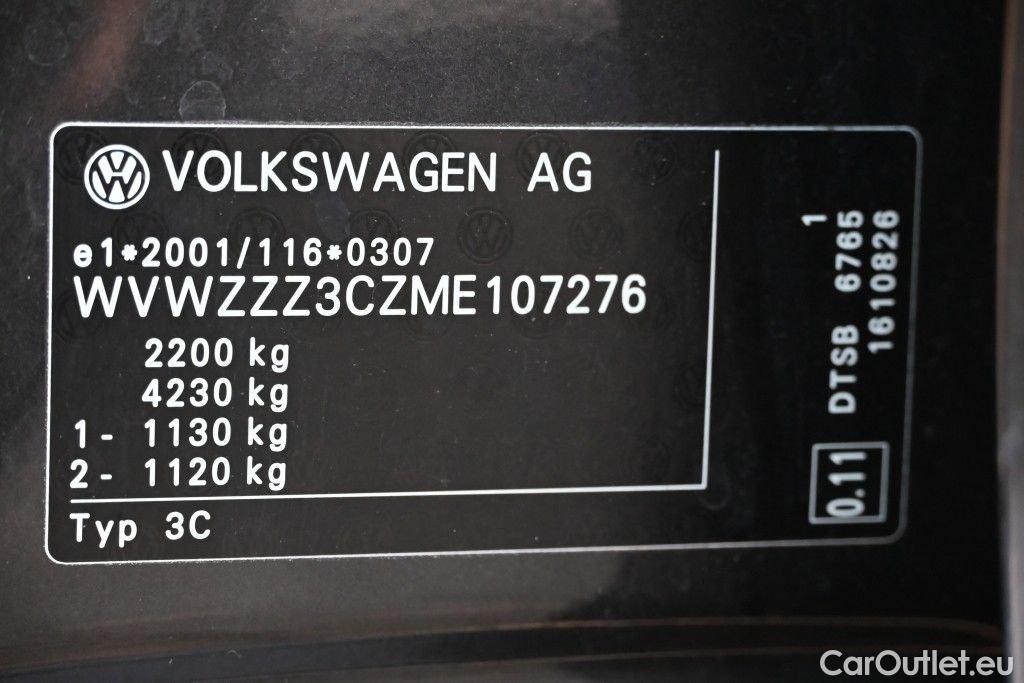 VOLKSWAGEN AG
e1*2001/116*0307
WVWZZZ3CZME107276
2200 kg
4230 kg
1- 1130 kg
2- 1120 kg
Typ 3C
0.11
DTSB 6765 1
1610826
CarOutlet.eu